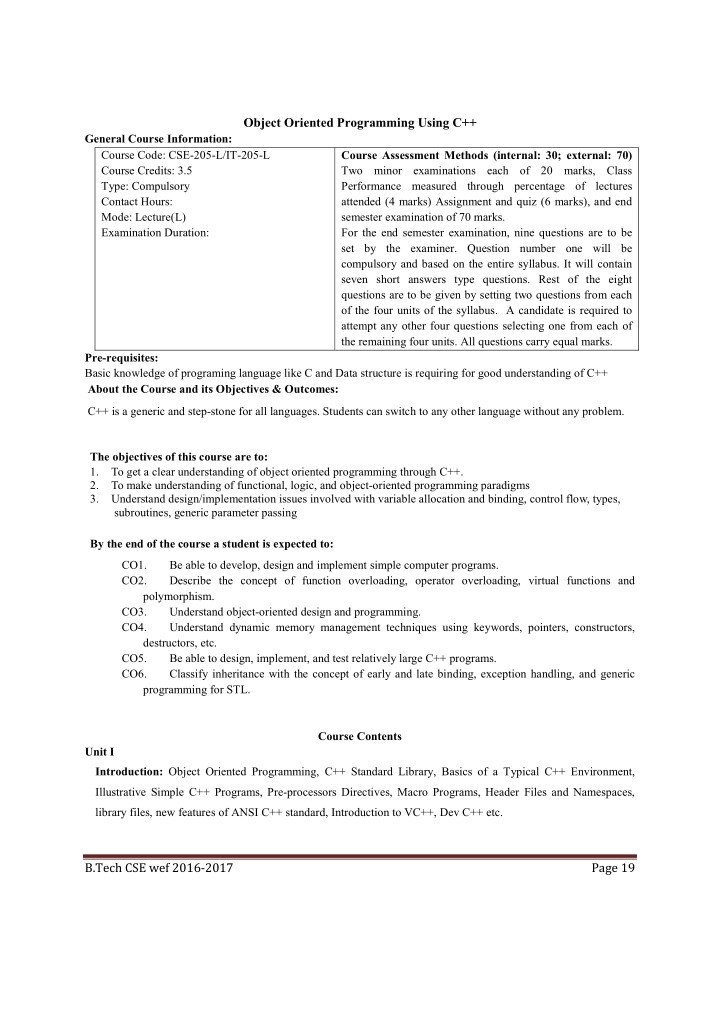 Object Oriented Programming Using C++
General Course Information:
Course Code: CSE-205-L/IT-205-L
Course Credits: 3.5
Type: Compulsory
Contact Hours:
Mode: Lecture(L)
Examination Duration:
Course Assessment Methods (internal: 30; external: 70)
Two minor examinations each of 20 marks, Class
Performance measured through percentage of lectures
attended (4 marks) Assignment and quiz (6 marks), and end
semester examination of 70 marks.
For the end semester examination, nine questions are to be
set by the examiner. Question number one will be
compulsory and based on the entire syllabus. It will contain
seven short answers type questions. Rest of the eight
questions are to be given by setting two questions from each
of the four units of the syllabus. A candidate is required to
attempt any other four questions selecting one from each of
the remaining four units. All questions carry equal marks.
Pre-requisites:
Basic knowledge of programing language like C and Data structure is requiring for good understanding of C++
About the Course and its Objectives & Outcomes:
C++ is a generic and step-stone for all languages. Students can switch to any other language without any problem.
The objectives of this course are to:
1. To get a clear understanding of object oriented programming through C++.
2. To make understanding of functional, logic, and object-oriented programming paradigms
3. Understand design/implementation issues involved with variable allocation and binding, control flow, types,
subroutines, generic parameter passing
By the end of the course a student is expected to:
CO1. Be able to develop, design and implement simple computer programs.
CO2. Describe the concept of function overloading, operator overloading, virtual functions and
polymorphism.
CO3. Understand object-oriented design and programming.
CO4. Understand dynamic memory management techniques using keywords, pointers, constructors,
destructors, etc.
CO5. Be able to design, implement, and test relatively large C++ programs.
CO6. Classify inheritance with the concept of early and late binding, exception handling, and generic
programming for STL.
Course Contents
Unit I
Introduction: Object Oriented Programming, C++ Standard Library, Basics of a Typical C++ Environment,
Illustrative Simple C++ Programs, Pre-processors Directives, Macro Programs, Header Files and Namespaces,
library files, new features of ANSI C++ standard, Introduction to VC++, Dev C++ etc.
B.Tech CSE wef 2016-2017 Page 19